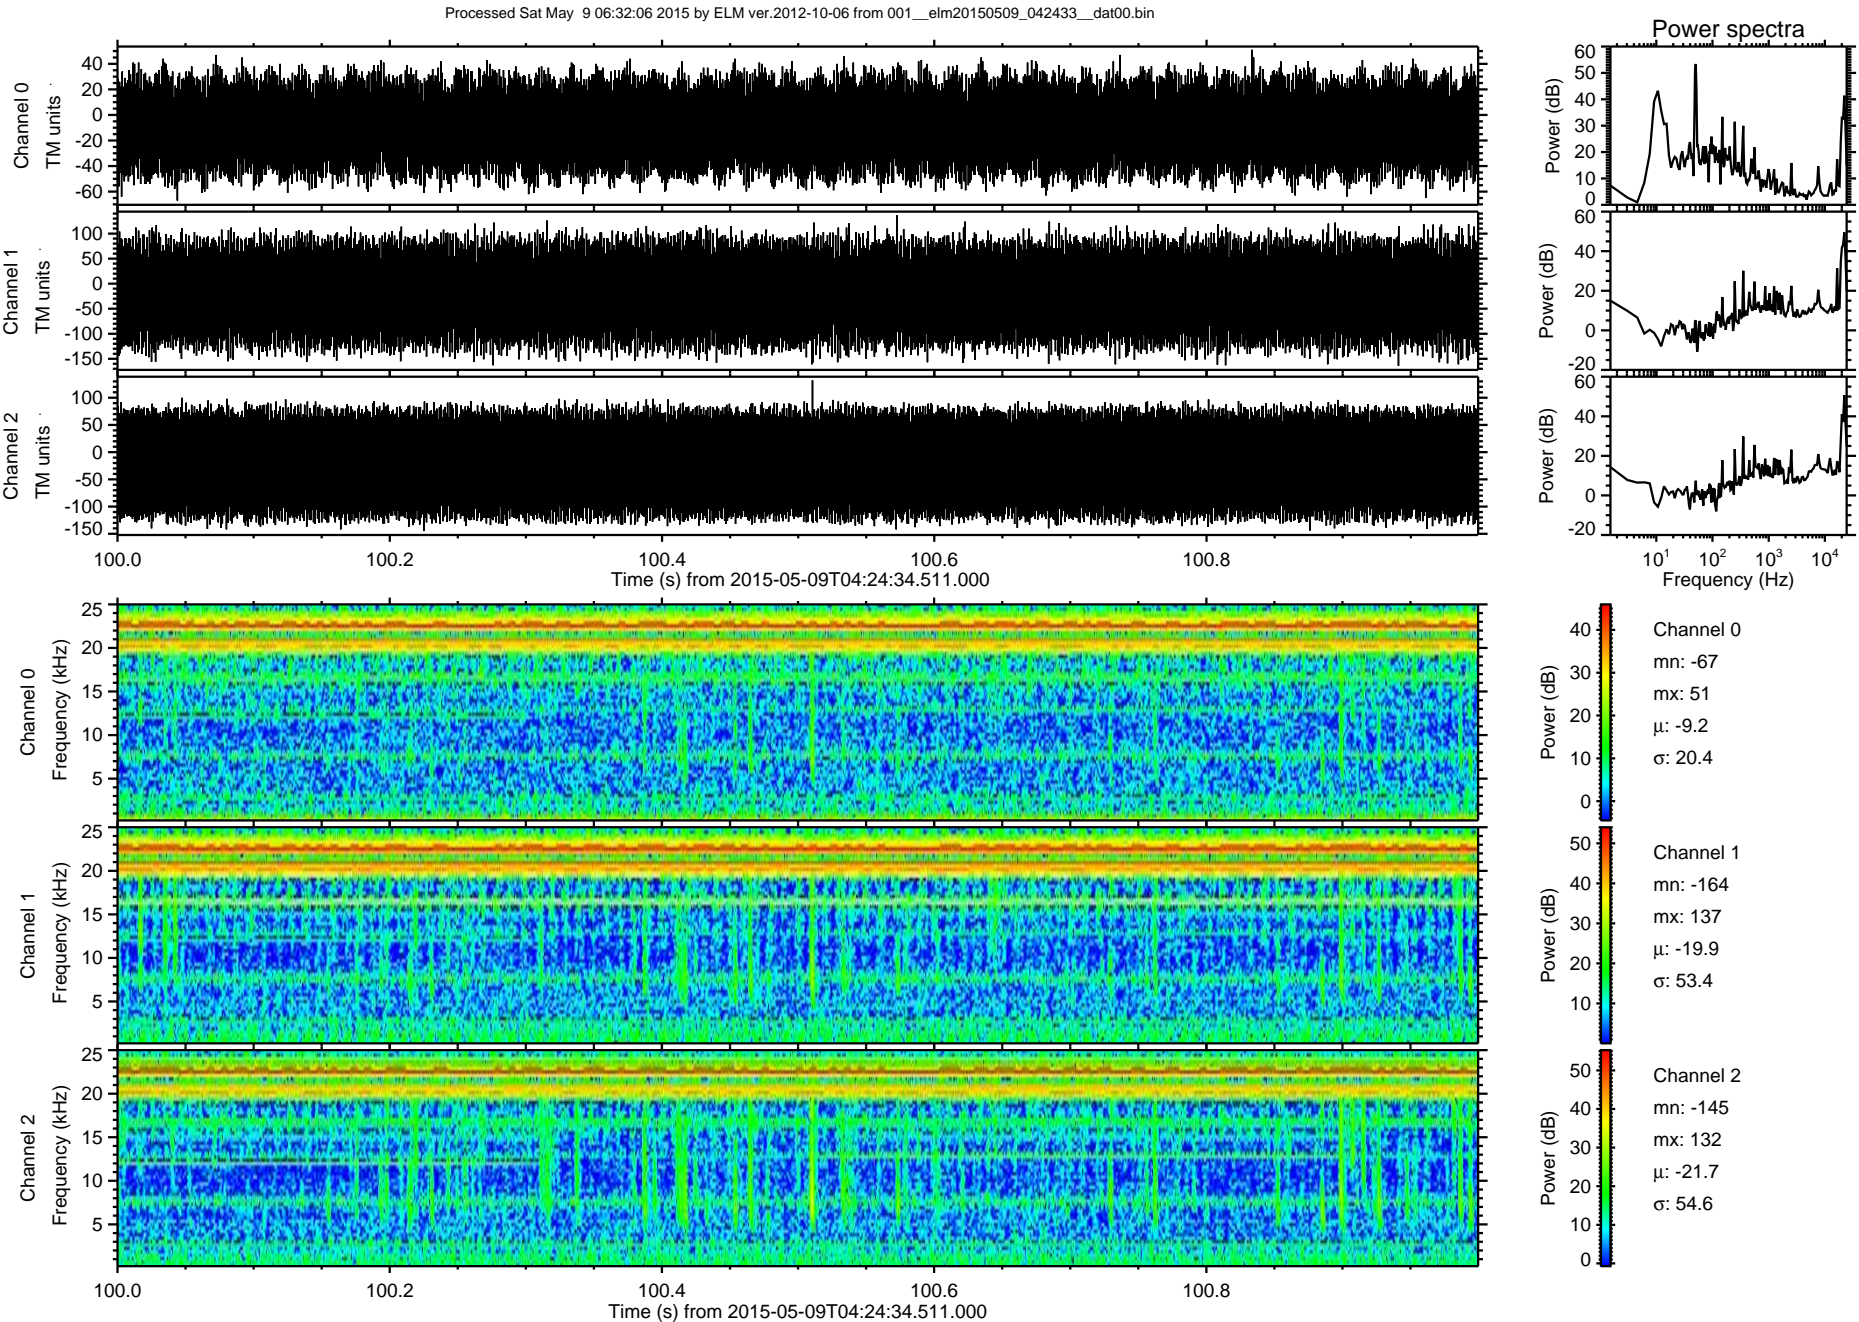 Processed Sat May  9 06:32:06 2015 by ELM ver.2012-10-06 from 001__elm20150509_042433__dat00.bin
Power spectra
Channel 0
TM units
40
20
0
-20
-40
-60
Power (dB)
60
50
40
30
20
10
0
Channel 1
TM units
100
50
0
-50
-100
-150
Power (dB)
60
40
20
0
-20
Channel 2
TM units
100
50
0
-50
-100
-150
Power (dB)
60
40
20
0
-20
100.0 100.2 100.4 100.6 100.8
Time (s) from 2015-05-09T04:24:34.511.000
10^1 10^2 10^3 10^4
Frequency (Hz)
Channel 0
Frequency (kHz)
25
20
15
10
5
Power (dB)
40
30
20
10
0
Channel 0
mn: -67
mx: 51
μ: -9.2
σ: 20.4
Channel 1
Frequency (kHz)
25
20
15
10
5
Power (dB)
50
40
30
20
10
Channel 1
mn: -164
mx: 137
μ: -19.9
σ: 53.4
Channel 2
Frequency (kHz)
25
20
15
10
5
Power (dB)
50
40
30
20
10
0
Channel 2
mn: -145
mx: 132
μ: -21.7
σ: 54.6
100.0 100.2 100.4 100.6 100.8
Time (s) from 2015-05-09T04:24:34.511.000